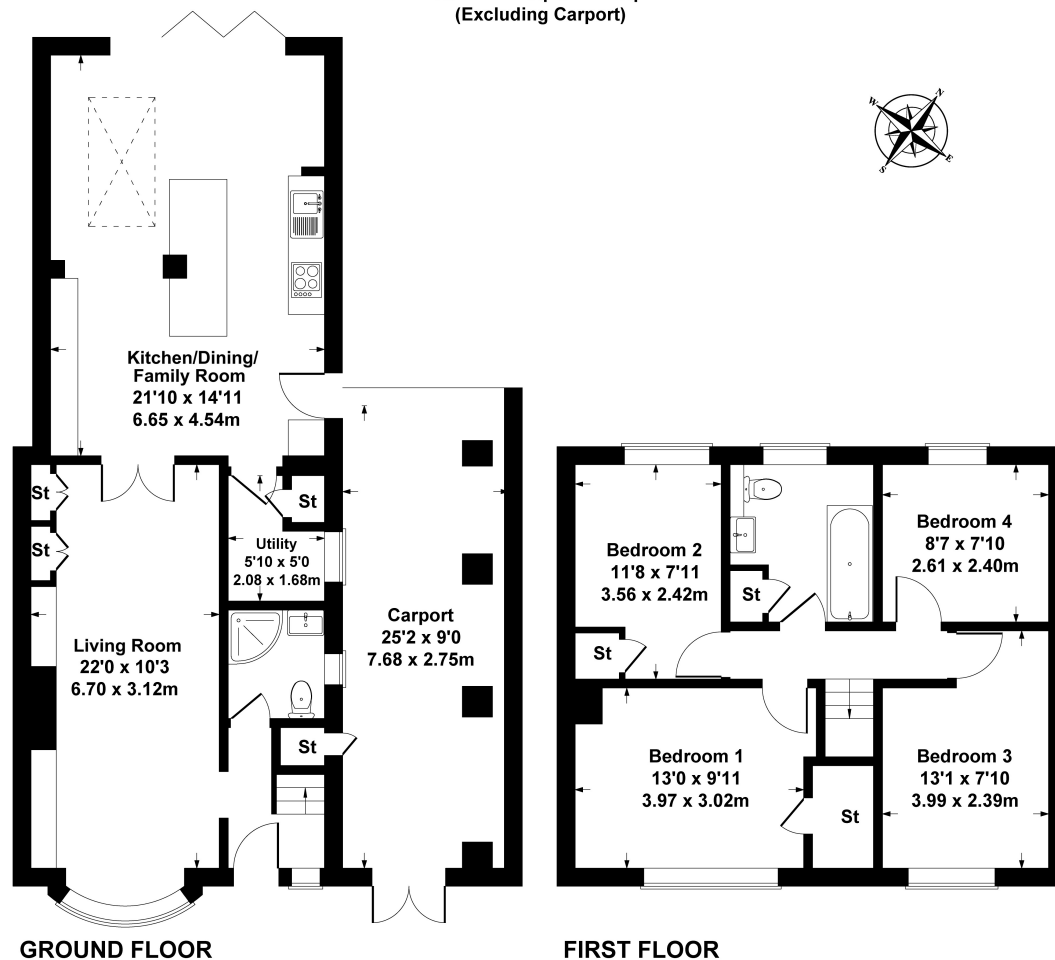 (Excluding Carport)
N
W
E
S
Kitchen/Dining/
Family Room
21'10 x 14'11
6.65 x 4.54m
St
St
St
Utility
5'10 x 5'0
2.08 x 1.68m
Living Room
22'0 x 10'3
6.70 x 3.12m
Carport
25'2 x 9'0
7.68 x 2.75m
St
GROUND FLOOR
Bedroom 2
11'8 x 7'11
3.56 x 2.42m
Bedroom 4
8'7 x 7'10
2.61 x 2.40m
St
St
Bedroom 1
13'0 x 9'11
3.97 x 3.02m
Bedroom 3
13'1 x 7'10
3.99 x 2.39m
St
FIRST FLOOR